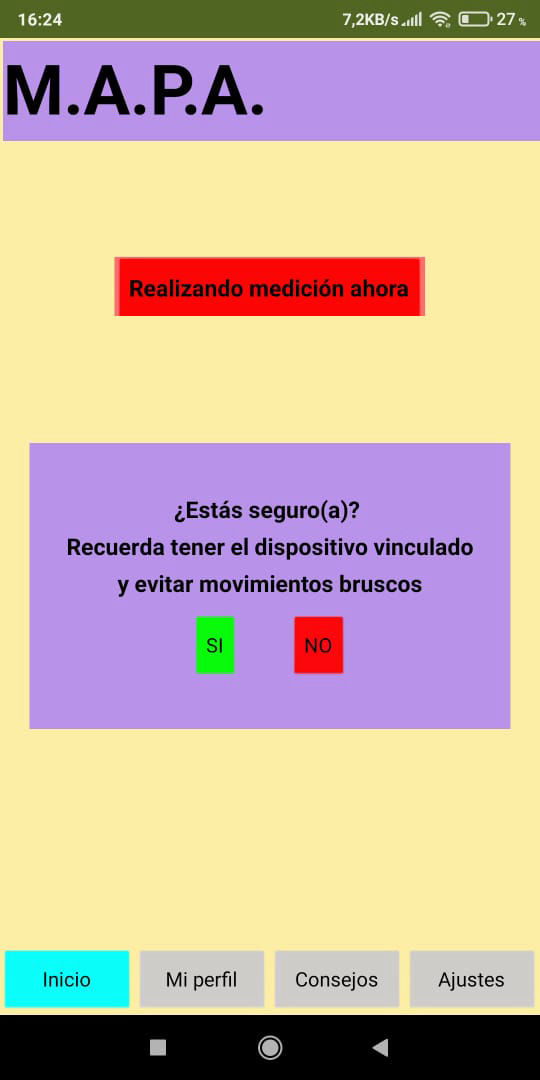 16:24
7,2KB/s 27 %
M.A.P.A.
Realizando medición ahora
¿Estás seguro(a)?
Recuerda tener el dispositivo vinculado
y evitar movimientos bruscos
SI NO
Inicio Mi perfil Consejos Ajustes